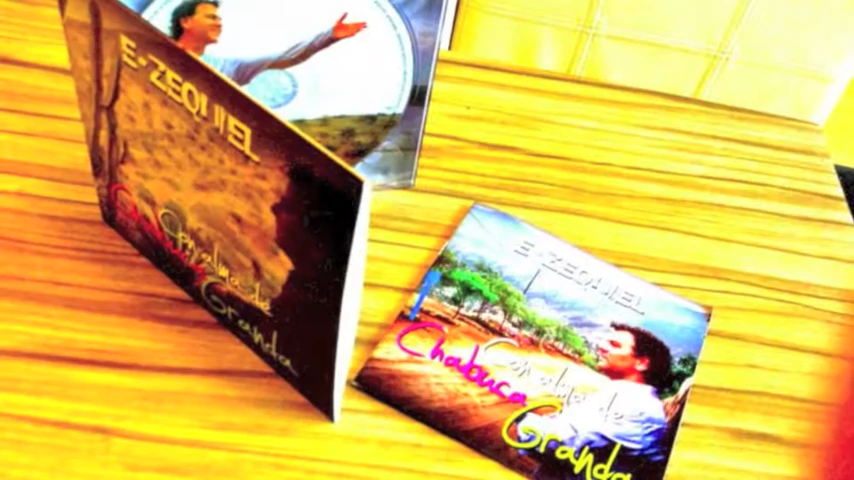 E·ZEQUIEL
Con alma de
Chabuca
Granda
E·ZEQUIEL
Con alma de
Chabuca
Granda